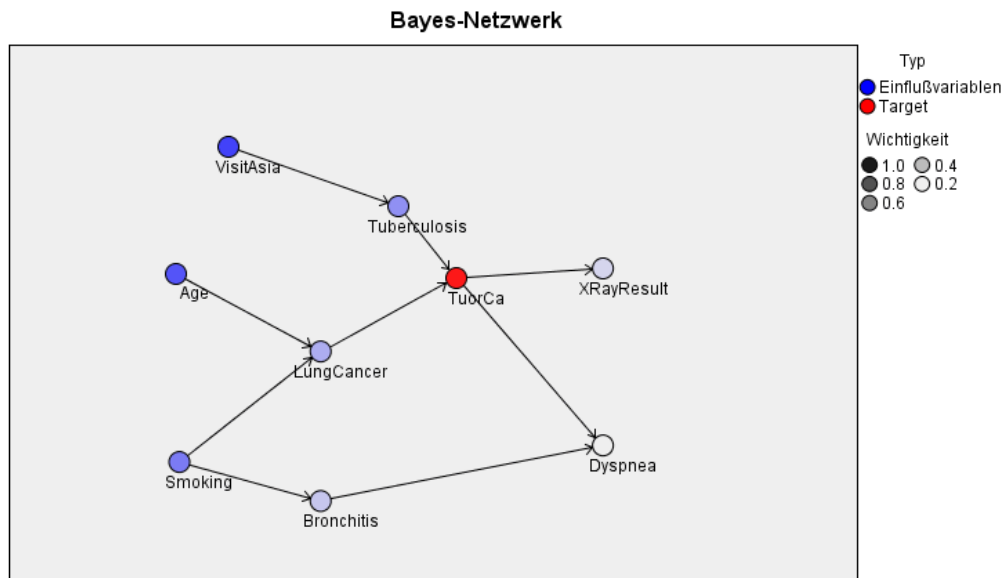 Bayes-Netzwerk
Typ
Einflußvariablen
Target
Wichtigkeit
1.0 0.4
0.8 0.2
0.6
VisitAsia
Tuberculosis
Age
TuorCa
XRayResult
LungCancer
Smoking
Bronchitis
Dyspnea